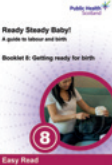 Public Health
Scotland
Ready Steady Baby!
A guide to labour and birth
Booklet 8: Getting ready for birth
8
Easy Read